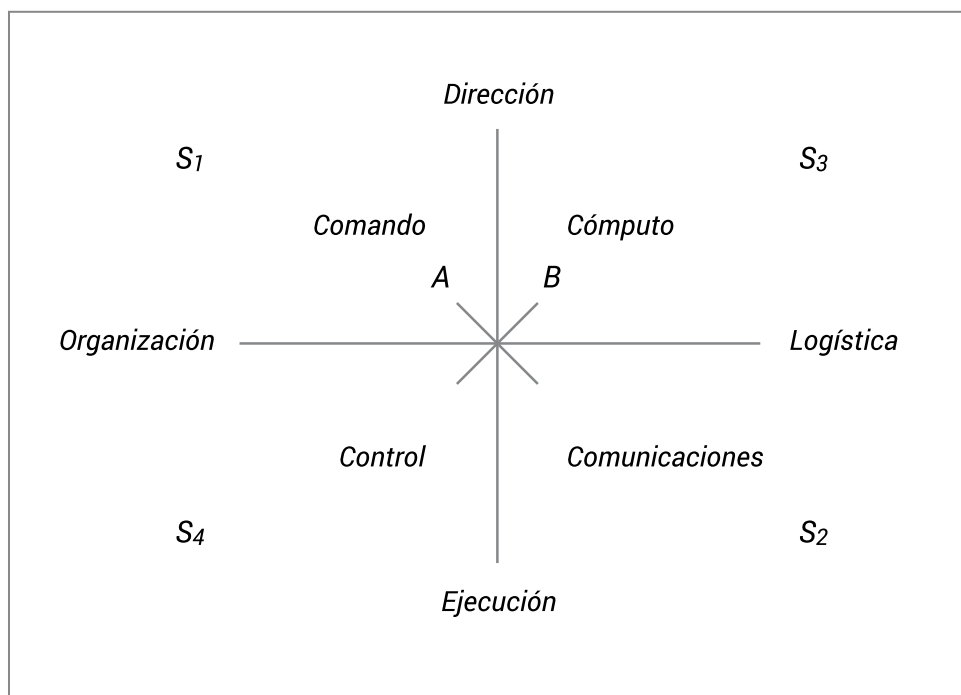 Dirección
S1 S3
Comando Cómputo
A B
Organización Logística
Control Comunicaciones
S4 S2
Ejecución